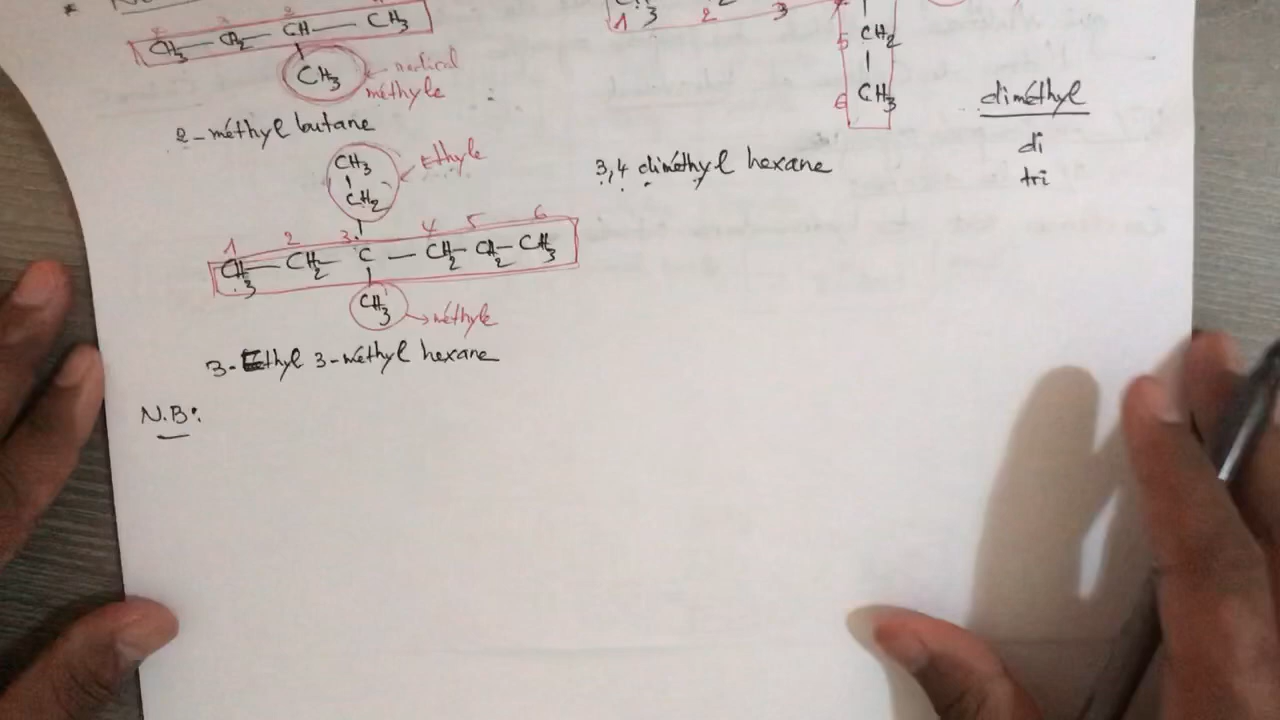 CH3 — CH2 — CH — CH3
CH3
radical
méthyle
2-méthyl butane
CH3
CH2
Ethyle
1 2 3 4 5 6
CH3 — CH2 — C — CH2 — CH2 — CH3
CH3
méthyle
3-Ethyl 3-méthyl hexane
N.B:
1 2 3
5 CH2
6 CH3
3,4 diméthyl hexane
diméthyl
di
tri